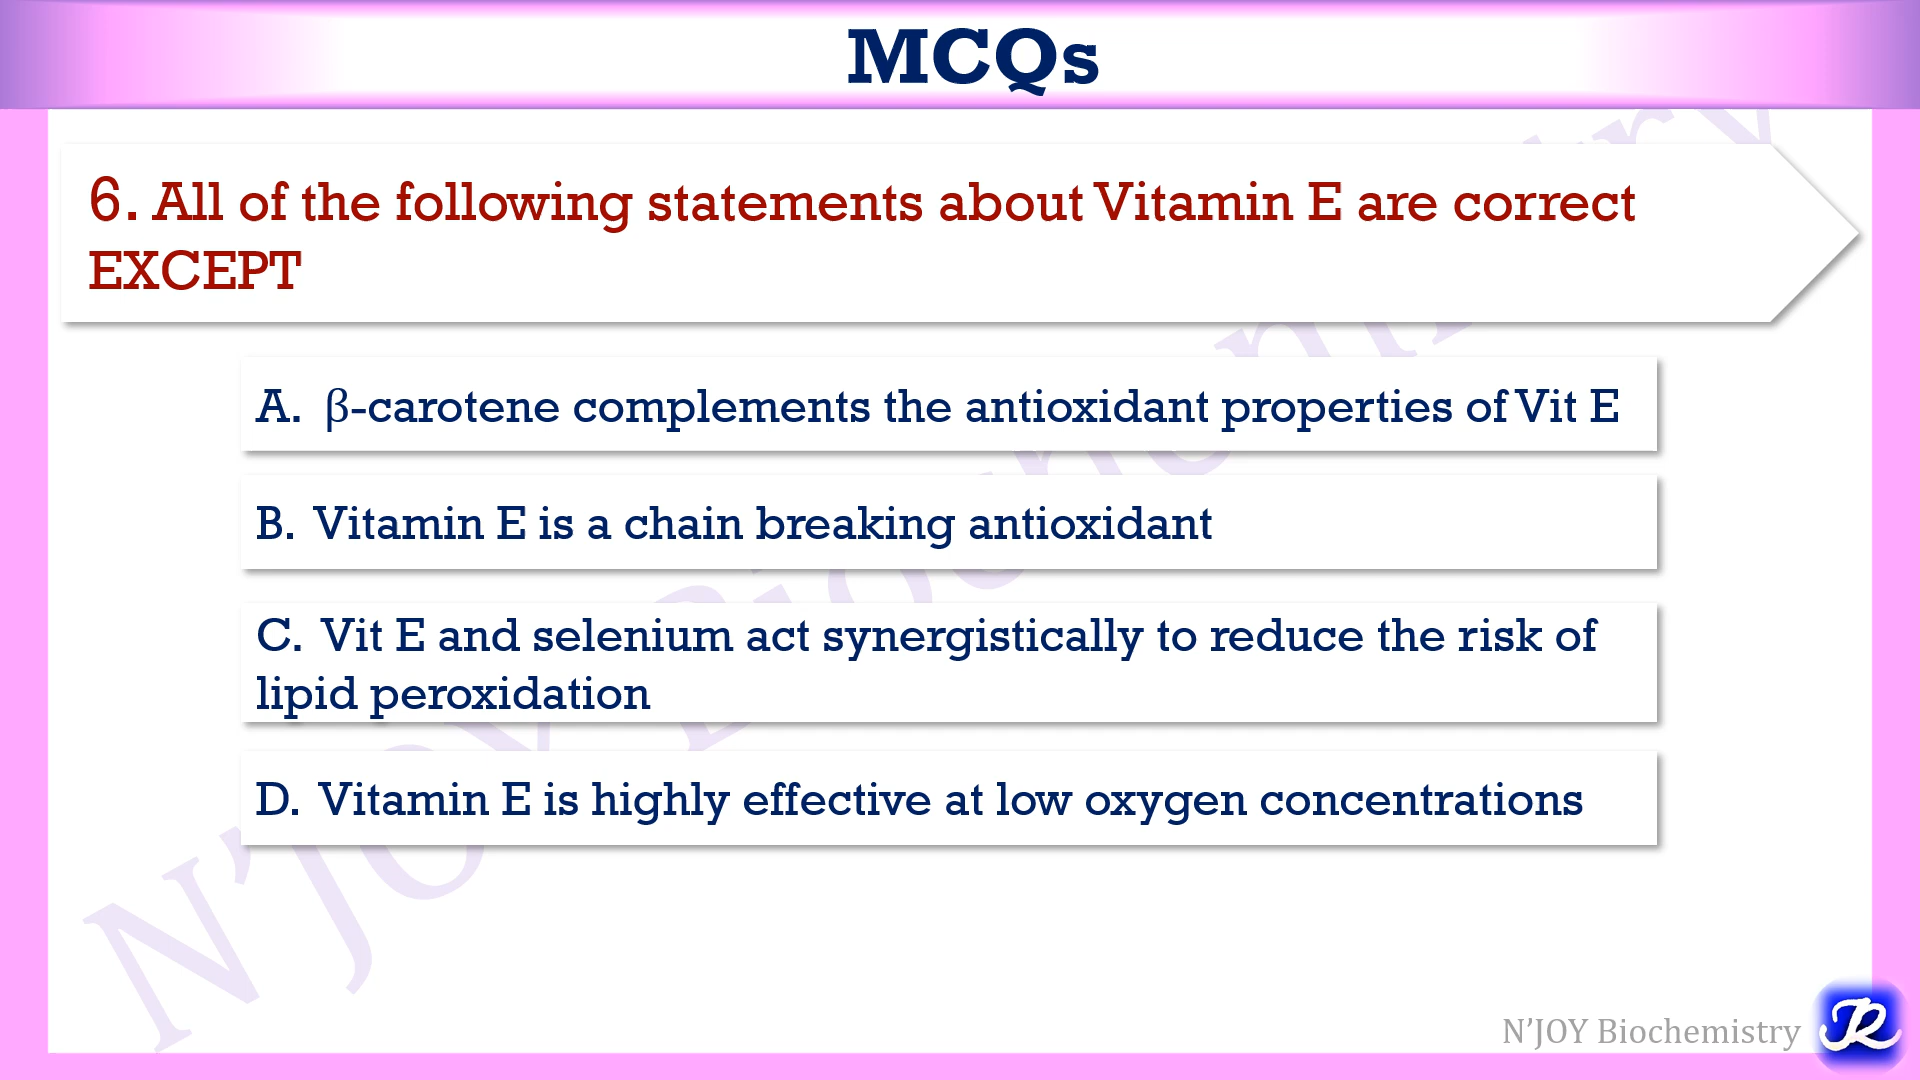 MCQs
6. All of the following statements about Vitamin E are correct
EXCEPT
A. β-carotene complements the antioxidant properties of Vit E
B. Vitamin E is a chain breaking antioxidant
C. Vit E and selenium act synergistically to reduce the risk of
lipid peroxidation
D. Vitamin E is highly effective at low oxygen concentrations
N'JOY Biochemistry
N'JOY Biochemistry
R